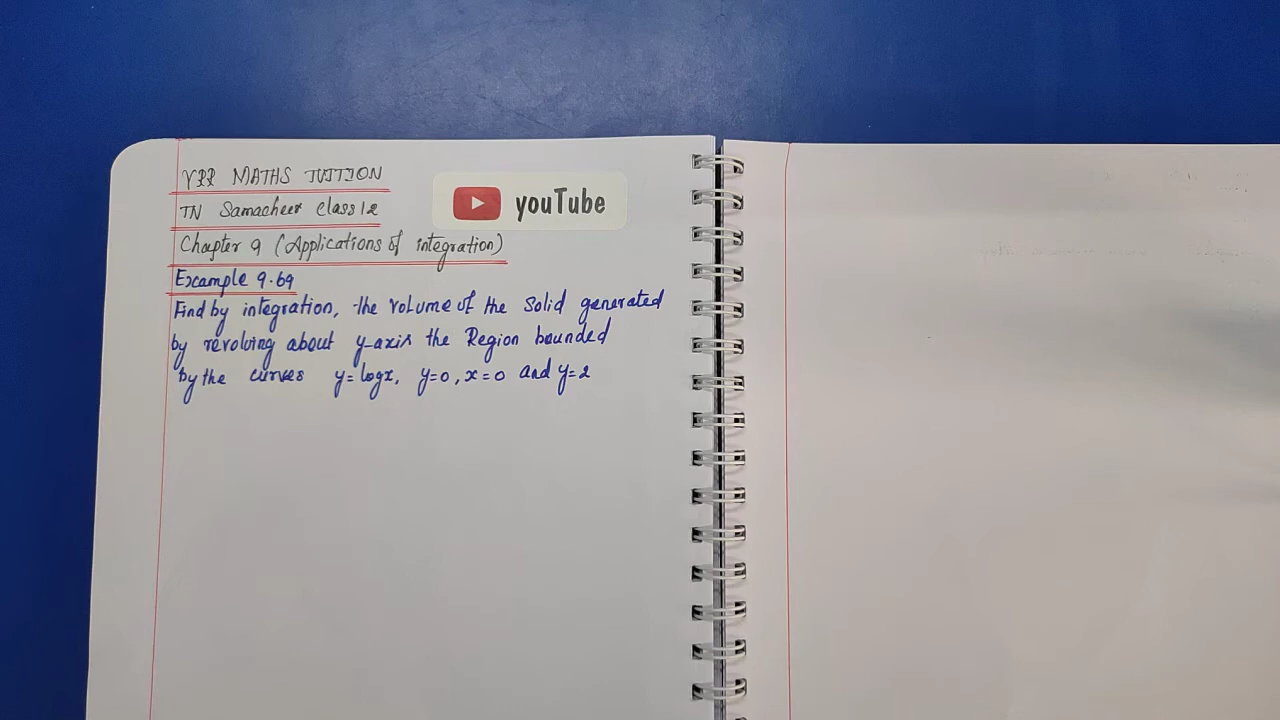 VRR MATHS TUITION
youTube
TN Samacheer Class 12
Chapter 9 (Applications of integration)
Example 9.69
Find by integration, the volume of the solid generated
by revolving about y-axis the Region bounded
by the curves y=logx, y=0, x=0 and y=2